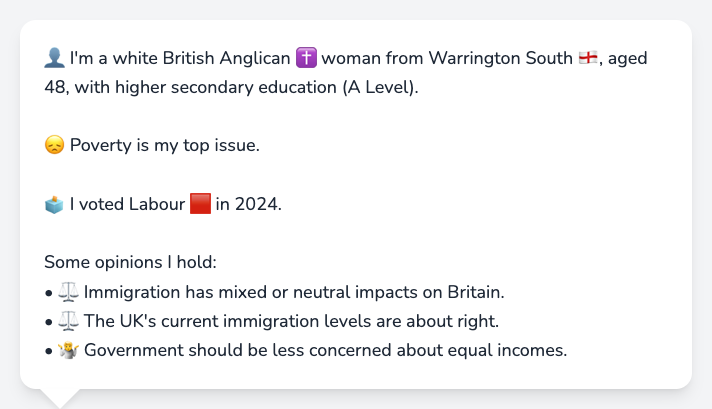 👤 I'm a white British Anglican ✝️ woman from Warrington South 🏴󠁧󠁢󠁥󠁮󠁧󠁿, aged
48, with higher secondary education (A Level).
😞 Poverty is my top issue.
🗳️ I voted Labour 🟥 in 2024.
Some opinions I hold:
• ⚖️ Immigration has mixed or neutral impacts on Britain.
• ⚖️ The UK's current immigration levels are about right.
• 🤷 Government should be less concerned about equal incomes.